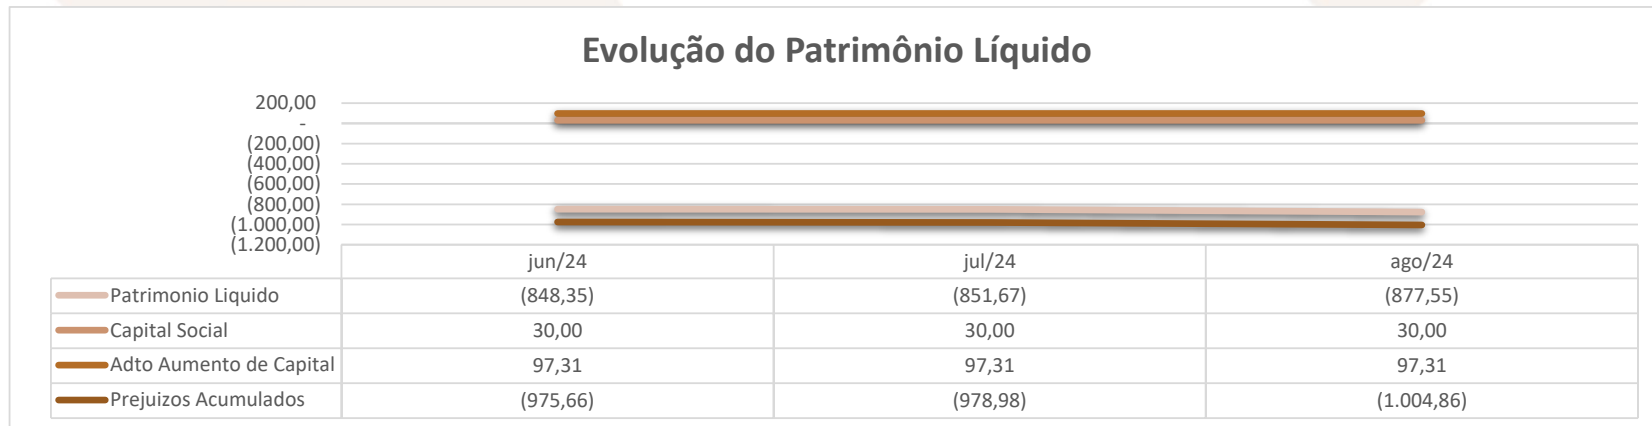 Evolução do Patrimônio Líquido
200,00
-
(200,00)
(400,00)
(600,00)
(800,00)
(1.000,00)
(1.200,00)
jun/24 jul/24 ago/24
Patrimonio Liquido (848,35) (851,67) (877,55)
Capital Social 30,00 30,00 30,00
Adto Aumento de Capital 97,31 97,31 97,31
Prejuizos Acumulados (975,66) (978,98) (1.004,86)